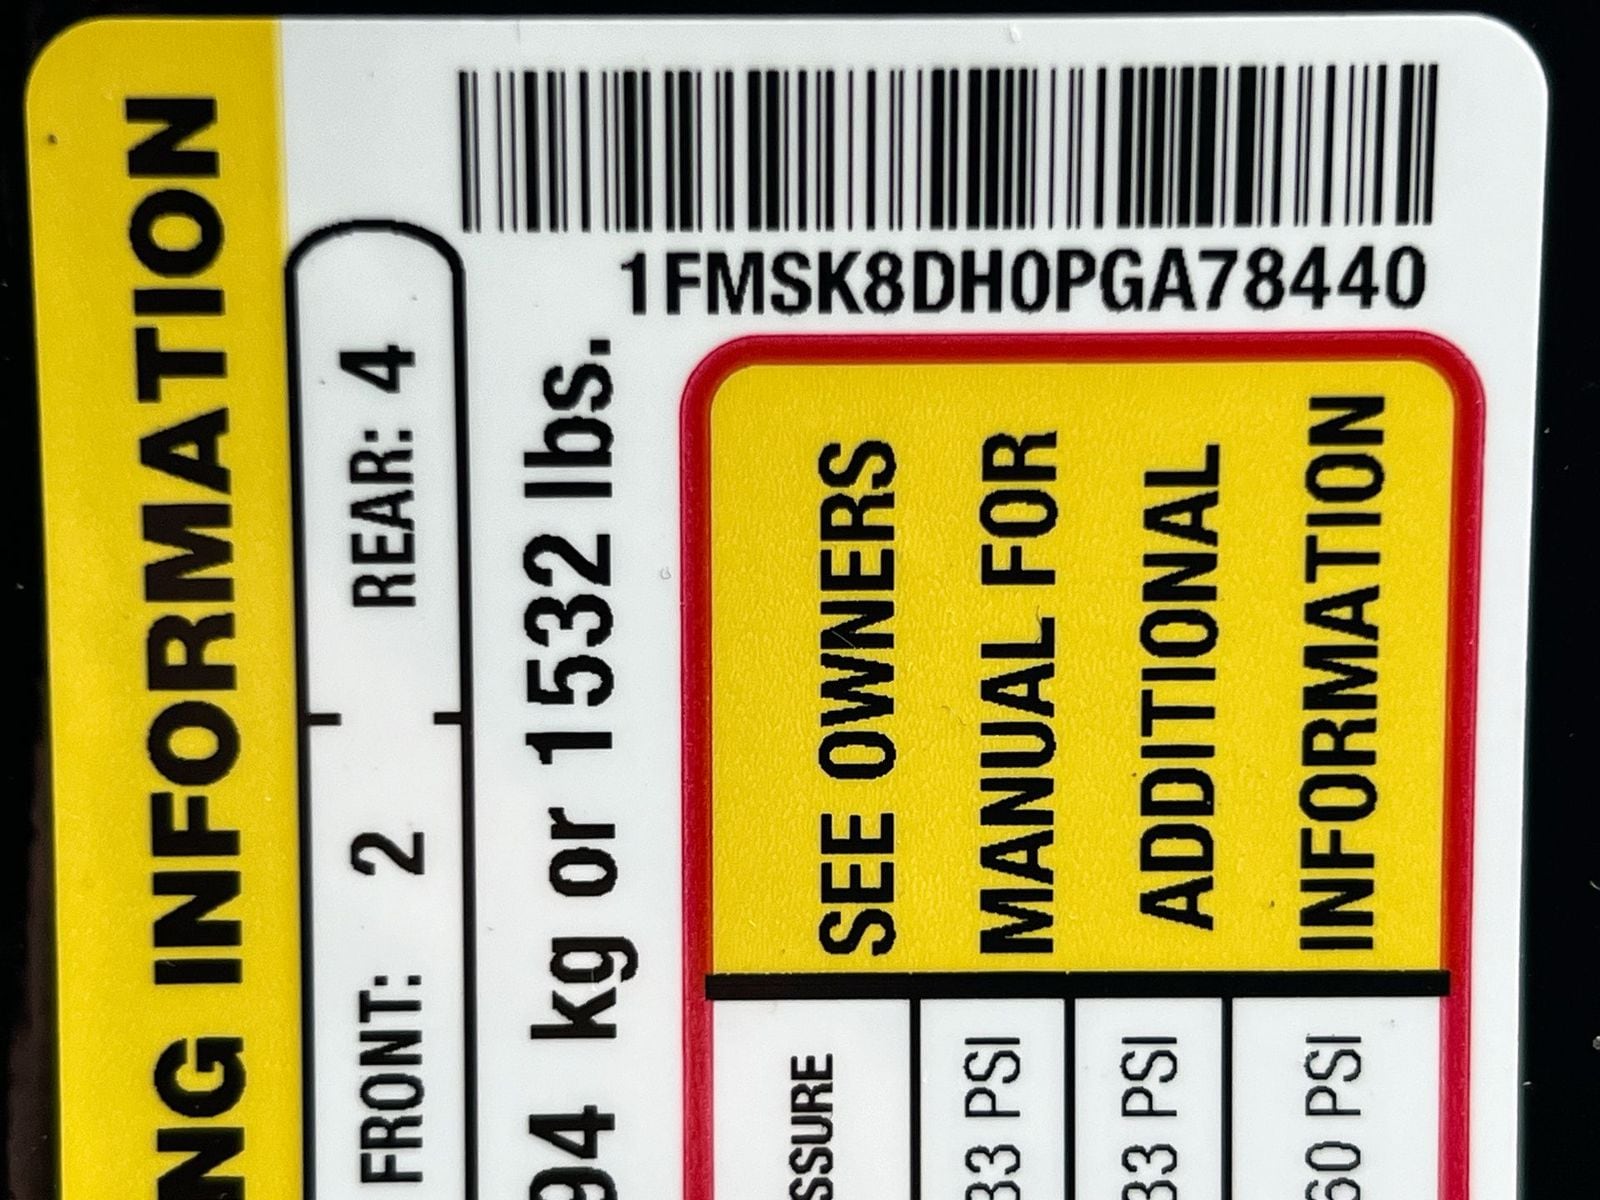 1FMSK8DH0PGA78440
NG INFORMATION
FRONT: 2 REAR: 4
94 kg or 1532 lbs.
SSURE
33 PSI
33 PSI
60 PSI
SEE OWNERS
MANUAL FOR
ADDITIONAL
INFORMATION